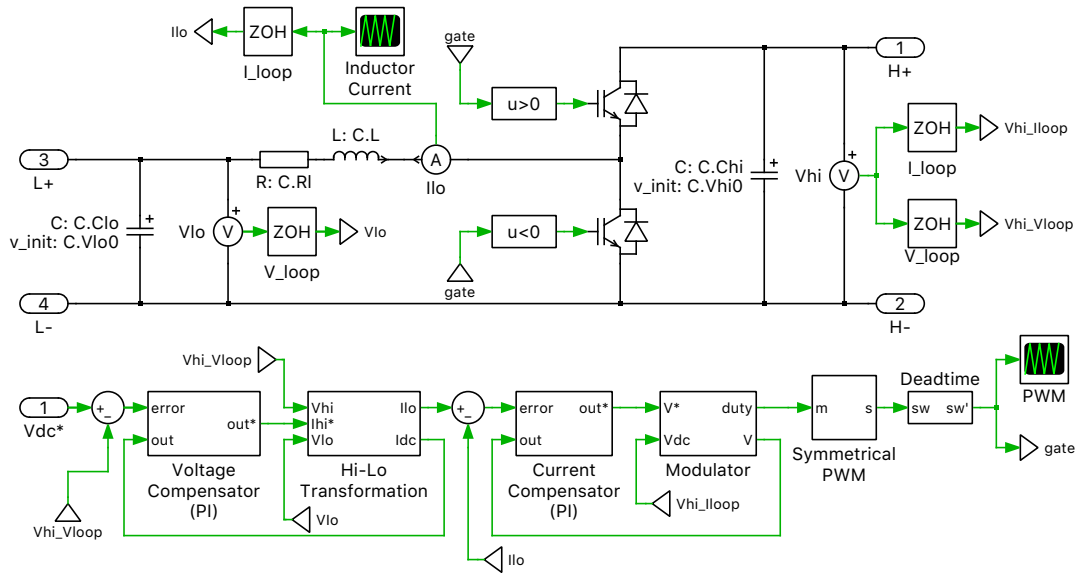 Ilo
ZOH
I_loop
Inductor
Current
gate
u>0
1
H+
L: C.L
A
Ilo
3
L+
R: C.Rl
C: C.Chi
v_init: C.Vhi0
+
Vhi
V
+
ZOH
I_loop
Vhi_Iloop
C: C.Clo
v_init: C.Vlo0
+
Vlo
V
+
ZOH
V_loop
Vlo
u<0
gate
ZOH
V_loop
Vhi_Vloop
4
L-
2
H-
Vhi_Vloop
1
Vdc*
+
-
Vhi_Vloop
error
out
out*
Voltage
Compensator
(PI)
Vhi
Ihi*
Vlo
Ilo
Idc
Hi-Lo
Transformation
Vlo
+
-
Ilo
error
out
out*
Current
Compensator
(PI)
V*
Vdc
duty
V
Modulator
Vhi_Iloop
m
s
Symmetrical
PWM
Deadtime
sw
sw'
PWM
gate